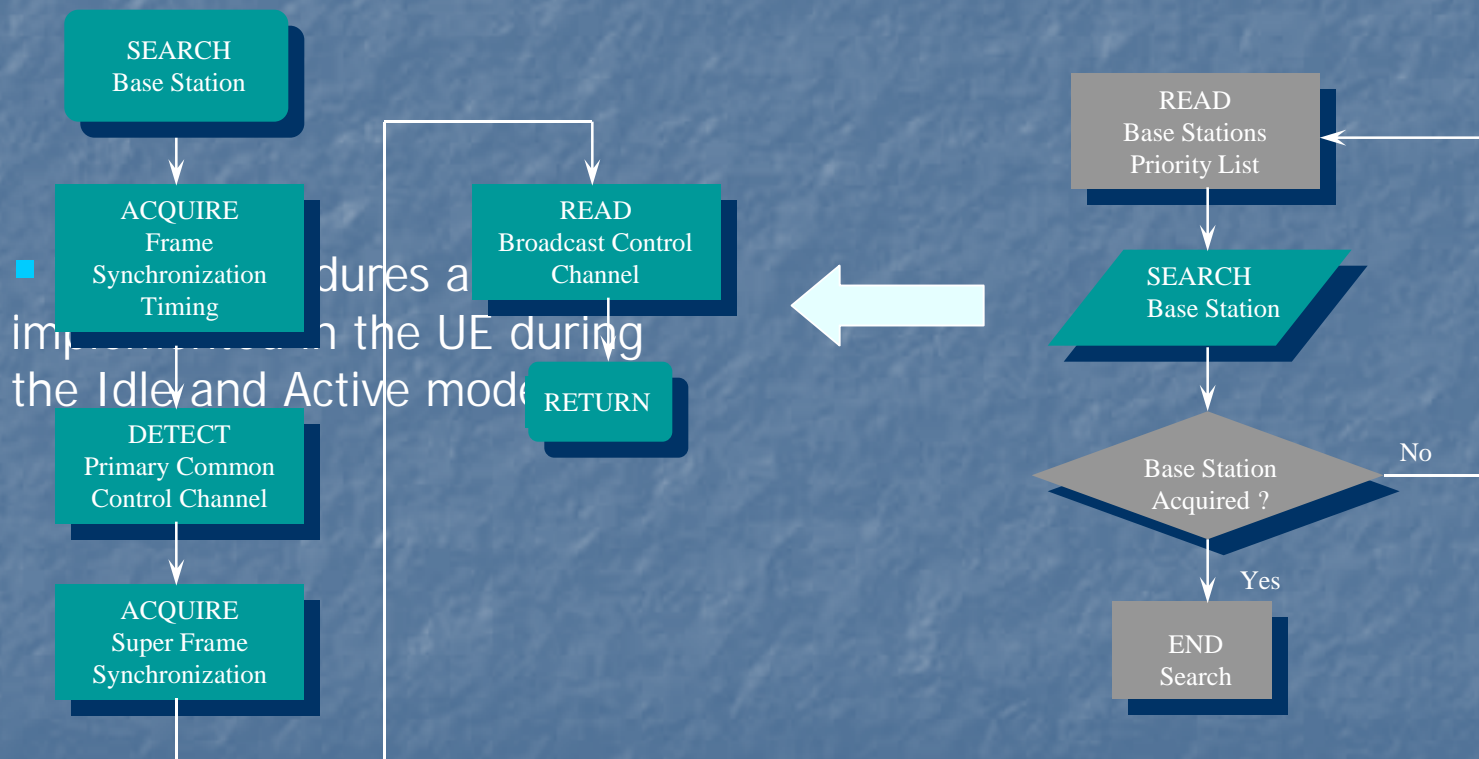 SEARCH
Base Station
ACQUIRE
Frame
Synchronization
Timing
DETECT
Primary Common
Control Channel
ACQUIRE
Super Frame
Synchronization
READ
Broadcast Control
Channel
RETURN
the UE during
the Idle and Active
READ
Base Stations
Priority List
SEARCH
Base Station
Base Station
Acquired ?
No
Yes
END
Search